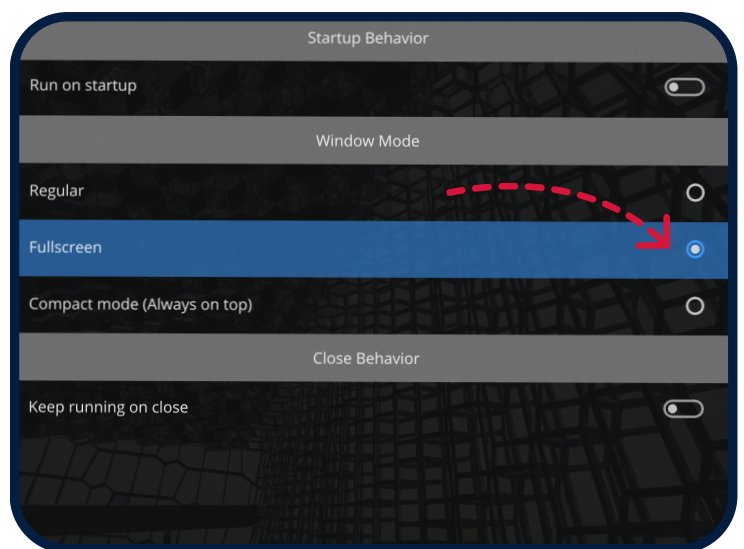 Startup Behavior
Run on startup
Window Mode
Regular
Fullscreen
Compact mode (Always on top)
Close Behavior
Keep running on close